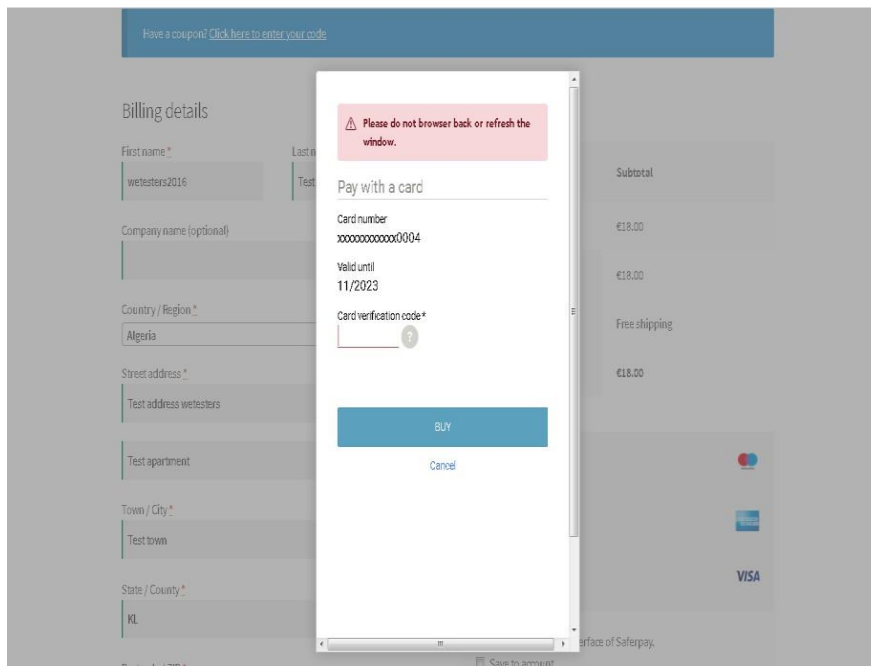 Have a coupon? Click here to enter your code
Billing details
First name *
wetesters2016
Last n
Test
Company name (optional)
Country / Region *
Algeria
Street address *
Test address wetesters
Test apartment
Town / City *
Test town
State / County *
KL
Please do not browser back or refresh the
window.
Pay with a card
Card number
xxxxxxxxxxxx0004
Valid until
11/2023
Card verification code *
?
BUY
Cancel
Subtotal
€18.00
€18.00
Free shipping
€18.00
VISA
erface of Saferpay.
Save to account